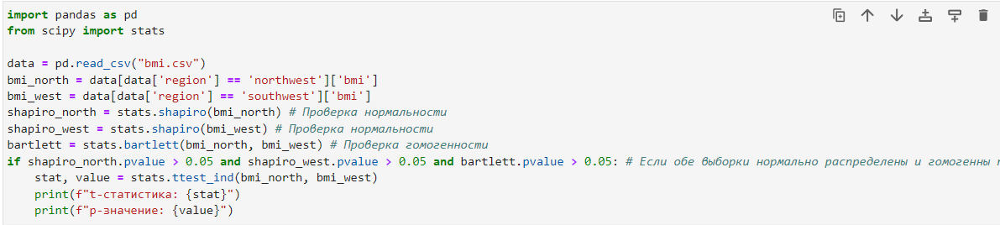 import pandas as pd
from scipy import stats
data = pd.read_csv("bmi.csv")
bmi_north = data[data['region'] == 'northwest']['bmi']
bmi_west = data[data['region'] == 'southwest']['bmi']
shapiro_north = stats.shapiro(bmi_north) # Проверка нормальности
shapiro_west = stats.shapiro(bmi_west) # Проверка нормальности
bartlett = stats.bartlett(bmi_north, bmi_west) # Проверка гомогенности
if shapiro_north.pvalue > 0.05 and shapiro_west.pvalue > 0.05 and bartlett.pvalue > 0.05: # Если обе выборки нормально распределены и гомогенны
    stat, value = stats.ttest_ind(bmi_north, bmi_west)
    print(f"t-статистика: {stat}")
    print(f"p-значение: {value}")